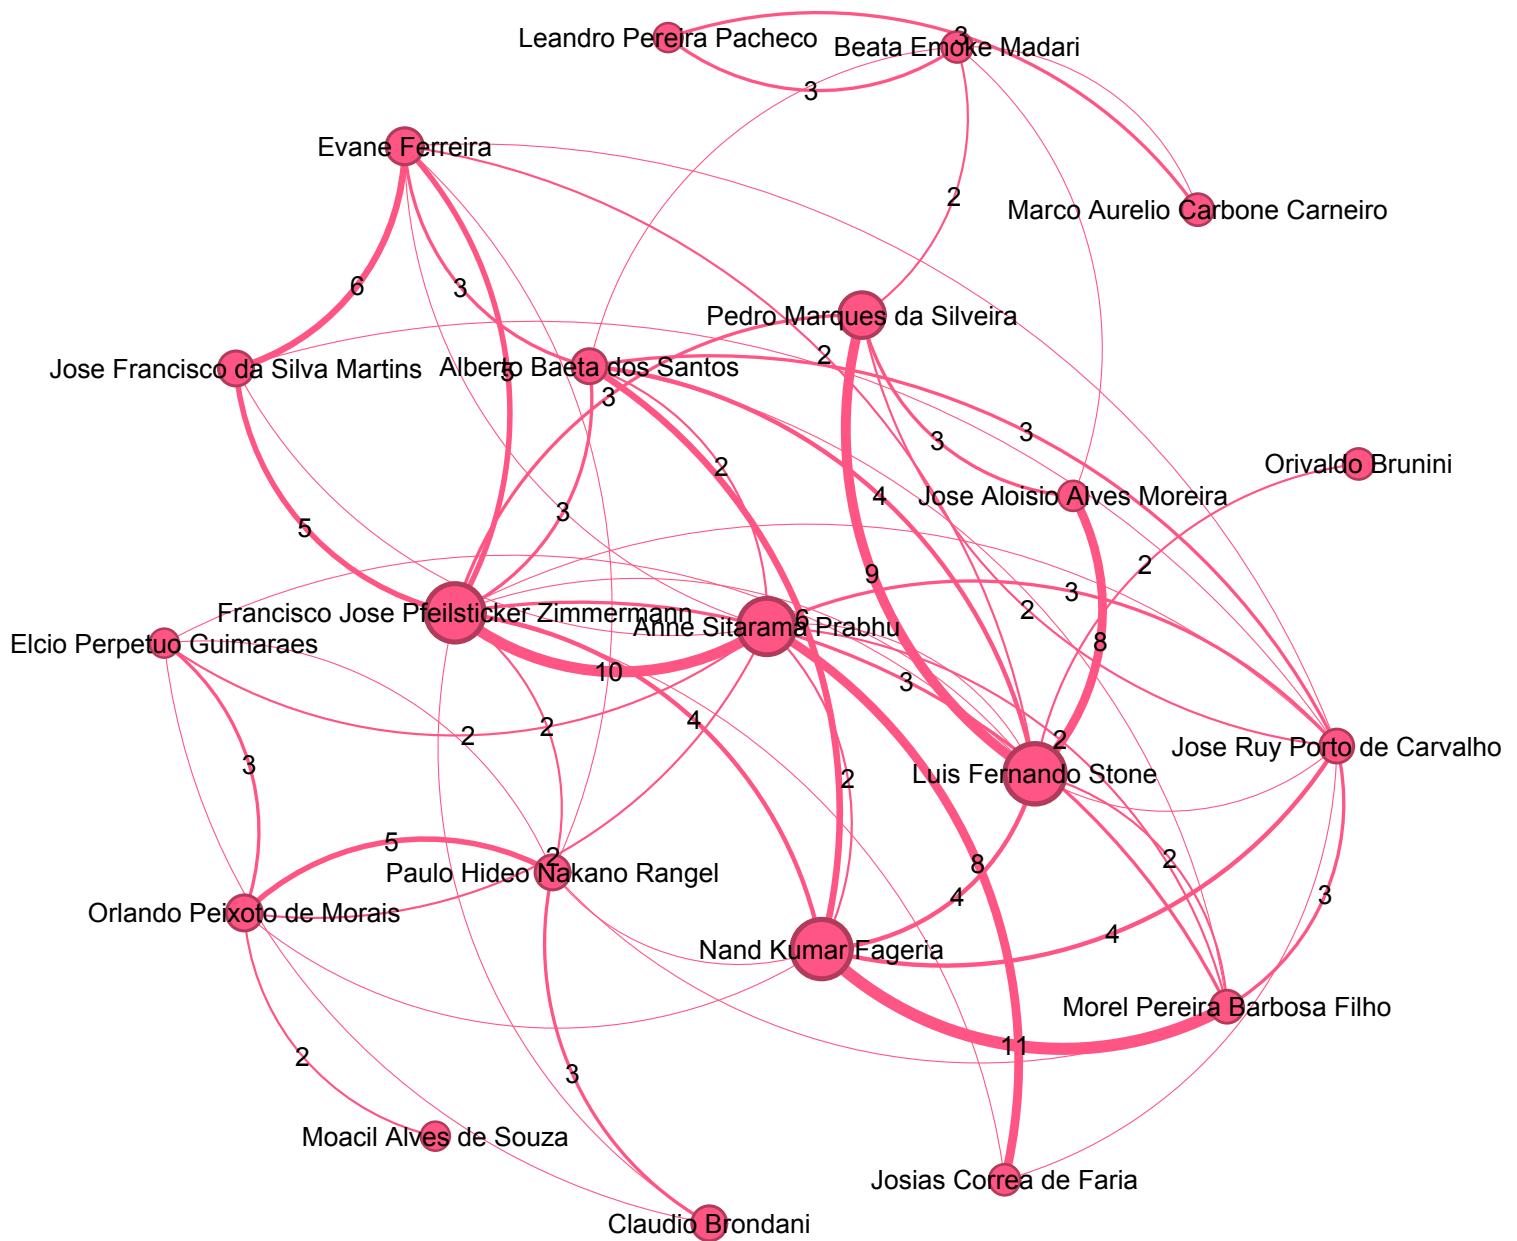 Leandro Pereira Pacheco
3
Beata Emoke Madari
3
Evane Ferreira
2
Marco Aurelio Carbone Carneiro
6
3
Pedro Marques da Silveira
2
Jose Francisco da Silva Martins
5
Alberto Baeta dos Santos
3
3
3
Orivaldo Brunini
2
4
Jose Aloisio Alves Moreira
5
3
2
Francisco Jose Pfeilsticker Zimmermann
3
2
6
Anne Sitarama Prabhu
8
Elcio Perpetuo Guimaraes
10
3
4
2
2
2
Jose Ruy Porto de Carvalho
3
2
Luis Fernando Stone
9
5
2
Paulo Hideo Nakano Rangel
8
2
4
3
Orlando Peixoto de Morais
4
Nand Kumar Fageria
Morel Pereira Barbosa Filho
11
2
3
Moacil Alves de Souza
Josias Correa de Faria
Claudio Brondani